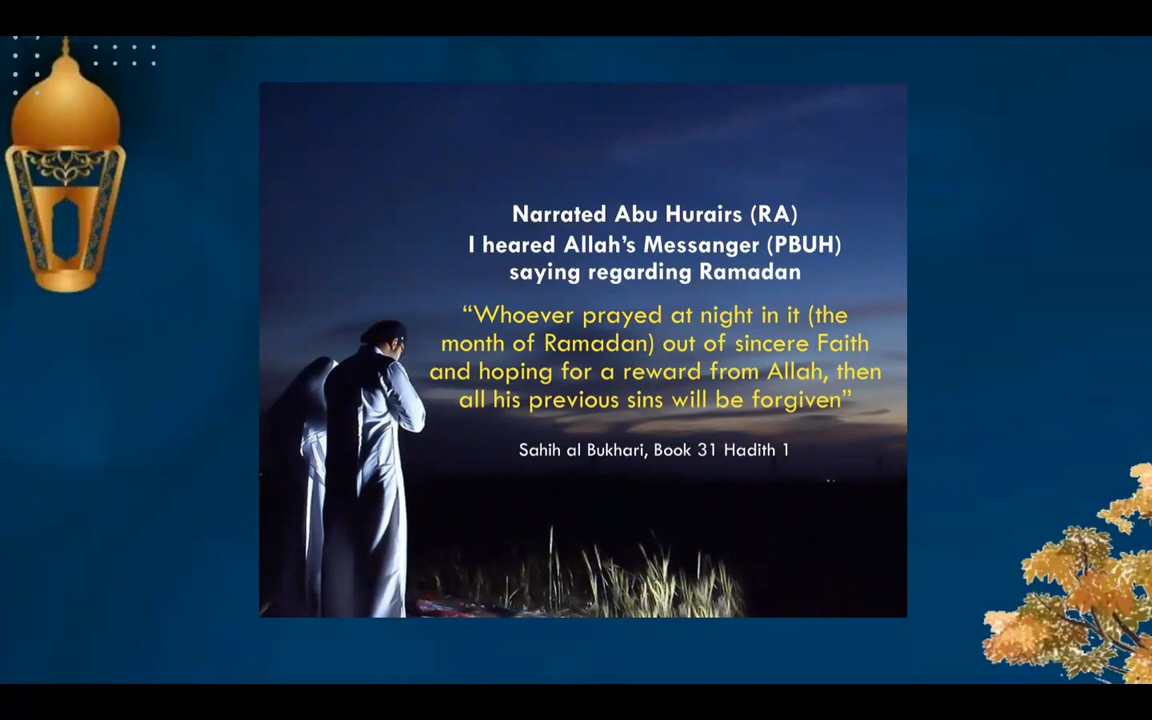 Narrated Abu Hurairs (RA)
I heared Allah’s Messanger (PBUH)
saying regarding Ramadan
“Whoever prayed at night in it (the
month of Ramadan) out of sincere Faith
and hoping for a reward from Allah, then
all his previous sins will be forgiven”
Sahih al Bukhari, Book 31 Hadith 1